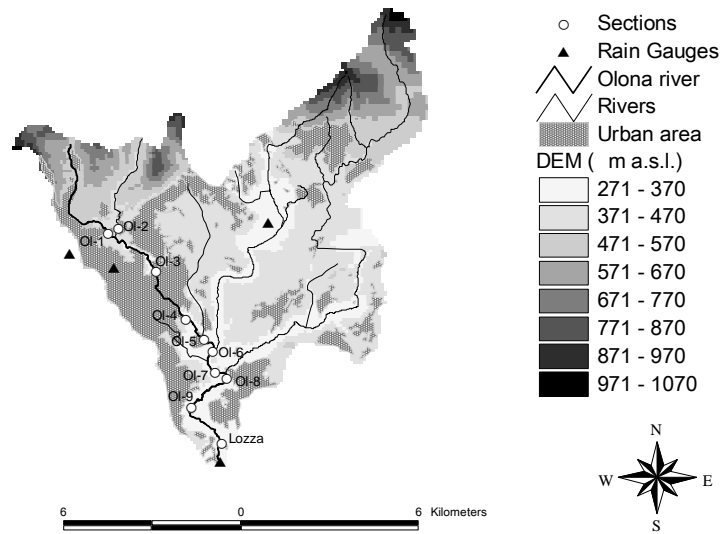 Sections
Rain Gauges
Olona river
Rivers
Urban area
DEM ( m a.s.l.)
271 - 370
371 - 470
471 - 570
571 - 670
671 - 770
771 - 870
871 - 970
971 - 1070
Ol-2
Ol-1
Ol-3
Ol-4
Ol-5
Ol-6
Ol-7
Ol-8
Ol-9
Lozza
N
W E
S
6 0 6 Kilometers